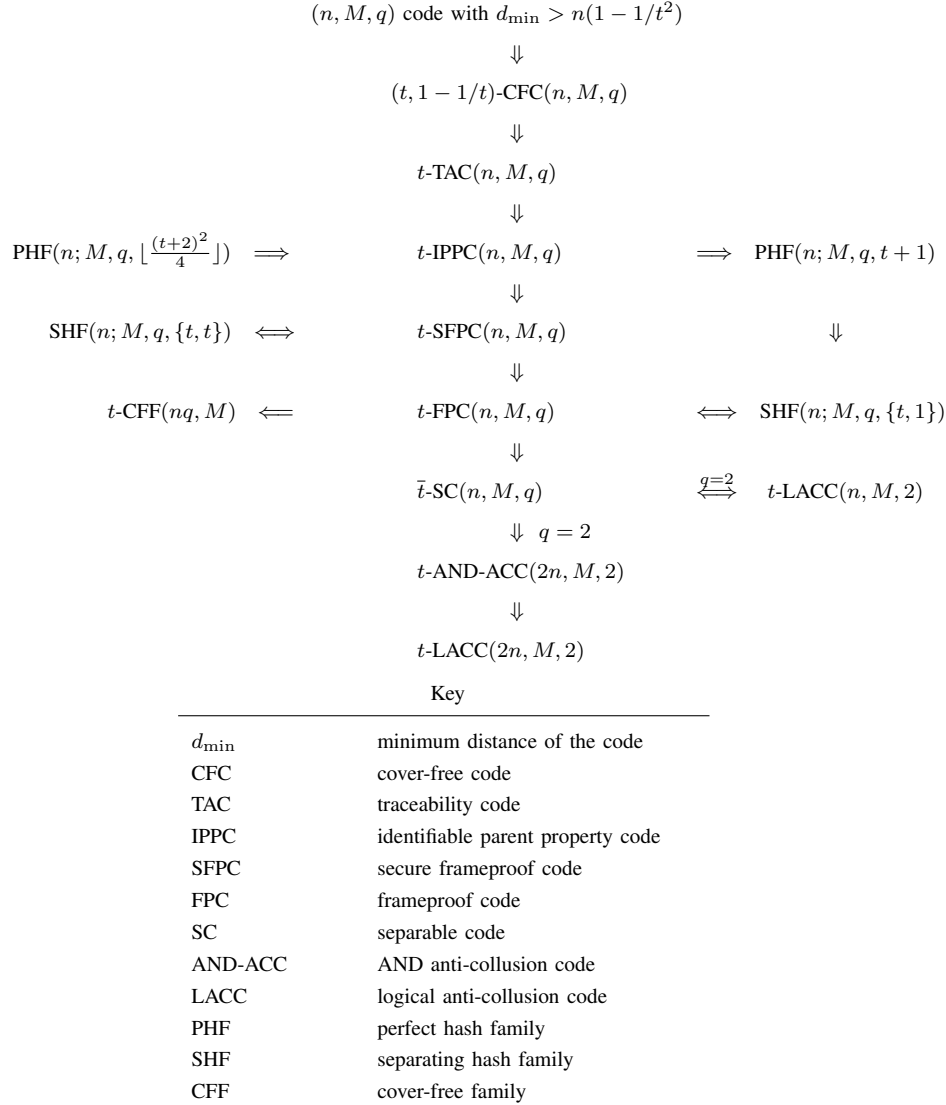 (n, M, q) code with d_min > n(1 − 1/t²)
⇓
(t, 1 − 1/t)-CFC(n, M, q)
⇓
t-TAC(n, M, q)
⇓
PHF(n; M, q, ⌊(t+2)²/4⌋) ⟹ t-IPPC(n, M, q) ⟹ PHF(n; M, q, t + 1)
⇓
SHF(n; M, q, {t, t}) ⟺ t-SFPC(n, M, q) ⇓
⇓
t-CFF(nq, M) ⟸ t-FPC(n, M, q) ⟺ SHF(n; M, q, {t, 1})
⇓
t̄-SC(n, M, q) q=2 ⟺ t-LACC(n, M, 2)
⇓ q = 2
t-AND-ACC(2n, M, 2)
⇓
t-LACC(2n, M, 2)
Key
d_min minimum distance of the code
CFC cover-free code
TAC traceability code
IPPC identifiable parent property code
SFPC secure frameproof code
FPC frameproof code
SC separable code
AND-ACC AND anti-collusion code
LACC logical anti-collusion code
PHF perfect hash family
SHF separating hash family
CFF cover-free family